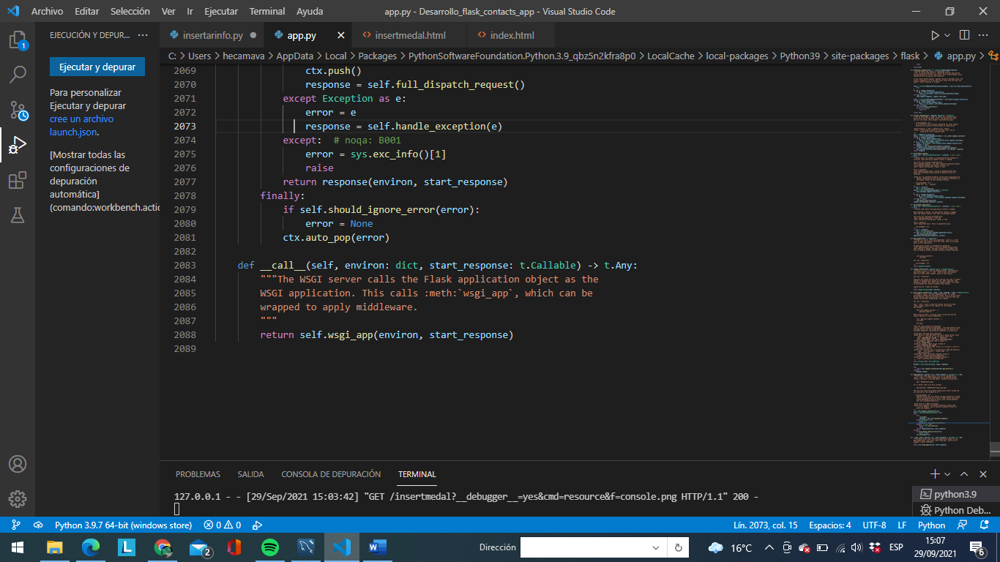 Archivo Editar Selección Ver Ir Ejecutar Terminal Ayuda app.py - Desarrollo_flask_contacts_app - Visual Studio Code
EJECUCIÓN Y DEPUR... ···
insertarinfo.py app.py insertmedal.html index.html
C: > Users > hecamava > AppData > Local > Packages > PythonSoftwareFoundation.Python.3.9_qbz5n2kfra8p0 > LocalCache > local-packages > Python39 > site-packages > flask > app.py >
1
Ejecutar y depurar
Para personalizar
Ejecutar y depurar
cree un archivo
launch.json.
[Mostrar todas las
configuraciones de
depuración
automática]
(comando:workbench.actio
2069 ctx.push()
2070 response = self.full_dispatch_request()
2071 except Exception as e:
2072 error = e
2073 response = self.handle_exception(e)
2074 except: # noqa: B001
2075 error = sys.exc_info()[1]
2076 raise
2077 return response(environ, start_response)
2078 finally:
2079 if self.should_ignore_error(error):
2080 error = None
2081 ctx.auto_pop(error)
2082
2083 def __call__(self, environ: dict, start_response: t.Callable) -> t.Any:
2084 """The WSGI server calls the Flask application object as the
2085 WSGI application. This calls :meth:`wsgi_app`, which can be
2086 wrapped to apply middleware.
2087 """
2088 return self.wsgi_app(environ, start_response)
2089
PROBLEMAS SALIDA CONSOLA DE DEPURACIÓN TERMINAL
127.0.0.1 - - [29/Sep/2021 15:03:42] "GET /insertmedal?__debugger__=yes&cmd=resource&f=console.png HTTP/1.1" 200 -
python3.9
Python Deb...
Python 3.9.7 64-bit (windows store) 0 0 Lín. 2073, col. 15 Espacios: 4 UTF-8 LF Python
L 2 W Dirección 16°C ESP 15:07
29/09/2021 6